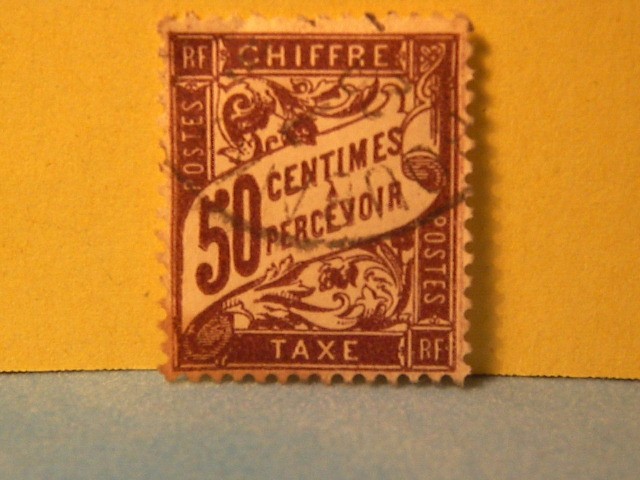 RF CHIFFRE
POSTES
50 CENTIMES
PERCEVOIR
POSTES
TAXE RF